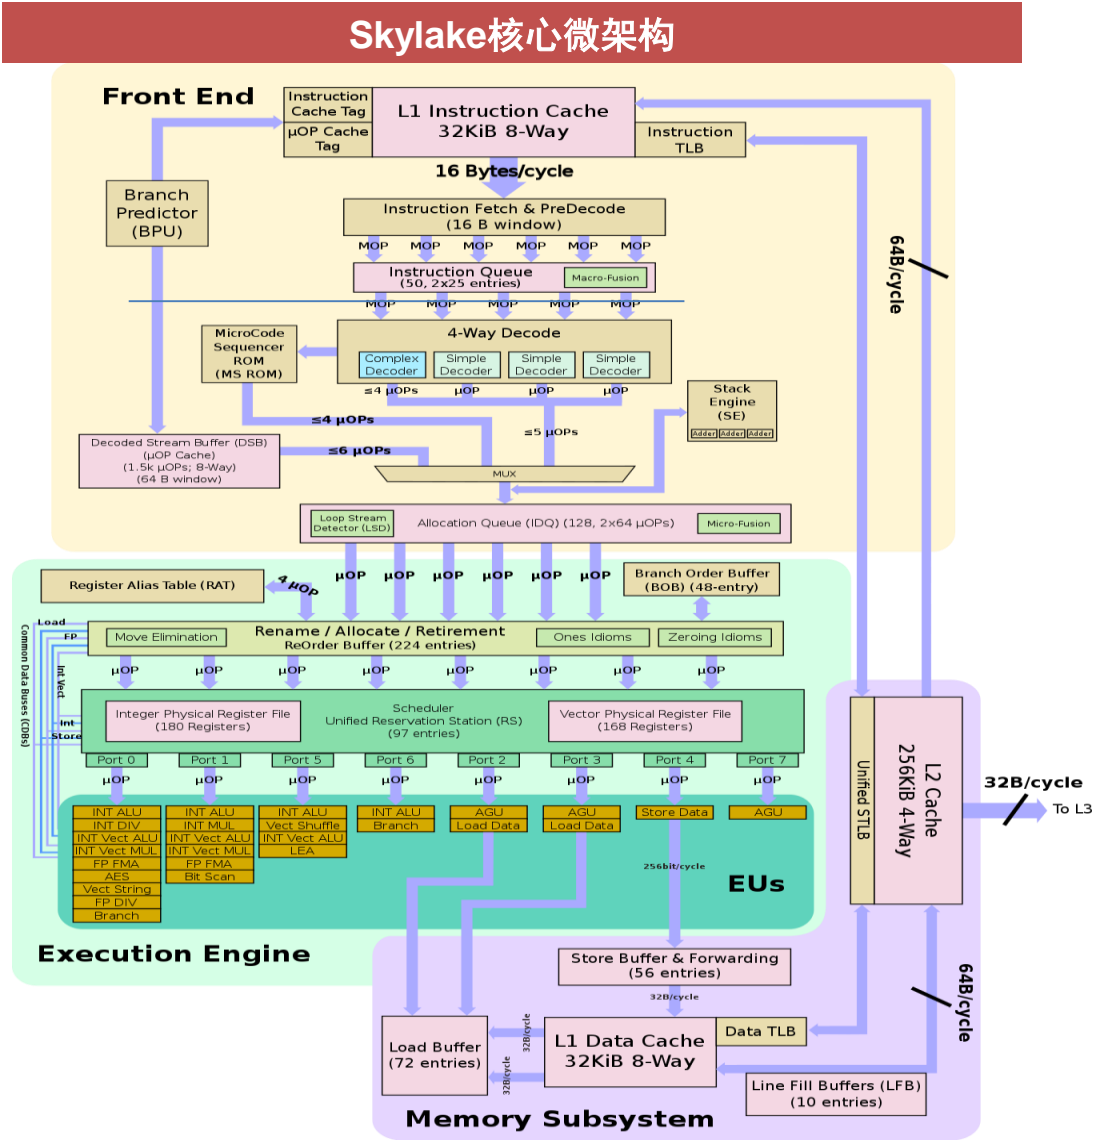 Skylake核心微架构
Front End
Instruction
Cache Tag
μOP Cache
Tag
L1 Instruction Cache
32KiB 8-Way
Instruction
TLB
16 Bytes/cycle
Branch
Predictor
(BPU)
Instruction Fetch & PreDecode
(16 B window)
MOP MOP MOP MOP MOP MOP
Instruction Queue
(50, 2x25 entries)
Macro-Fusion
MOP MOP MOP MOP MOP
64B/cycle
MicroCode
Sequencer
ROM
(MS ROM)
4-Way Decode
Complex
Decoder
Simple
Decoder
Simple
Decoder
Simple
Decoder
≤4 μOPs μOP μOP μOP
Stack
Engine
(SE)
Adder Adder Adder
≤4 μOPs
≤5 μOPs
Decoded Stream Buffer (DSB)
(μOP Cache)
(1.5k μOPs; 8-Way)
(64 B window)
≤6 μOPs
MUX
Loop Stream
Detector (LSD)
Allocation Queue (IDQ) (128, 2x64 μOPs)
Micro-Fusion
Register Alias Table (RAT)
4 μOP
μOP μOP μOP μOP μOP μOP
Branch Order Buffer
(BOB) (48-entry)
Load
FP
Common Data Buses (CDBs)
Int Vect
Int
Store
Move Elimination
Rename / Allocate / Retirement
ReOrder Buffer (224 entries)
Ones Idioms
Zeroing Idioms
μOP μOP μOP μOP μOP μOP μOP μOP
Integer Physical Register File
(180 Registers)
Scheduler
Unified Reservation Station (RS)
(97 entries)
Vector Physical Register File
(168 Registers)
Port 0 Port 1 Port 5 Port 6 Port 2 Port 3 Port 4 Port 7
μOP μOP μOP μOP μOP μOP μOP μOP
INT ALU
INT DIV
INT Vect ALU
INT Vect MUL
FP FMA
AES
Vect String
FP DIV
Branch
INT ALU
INT MUL
INT Vect ALU
INT Vect MUL
FP FMA
Bit Scan
INT ALU
Vect Shuffle
INT Vect ALU
LEA
INT ALU
Branch
AGU
Load Data
AGU
Load Data
Store Data
AGU
256bit/cycle
EUs
Execution Engine
Unified STLB
L2 Cache
256KiB 4-Way
32B/cycle
To L3
Store Buffer & Forwarding
(56 entries)
32B/cycle
64B/cycle
Load Buffer
(72 entries)
32B/cycle
32B/cycle
L1 Data Cache
32KiB 8-Way
Data TLB
Line Fill Buffers (LFB)
(10 entries)
Memory Subsystem